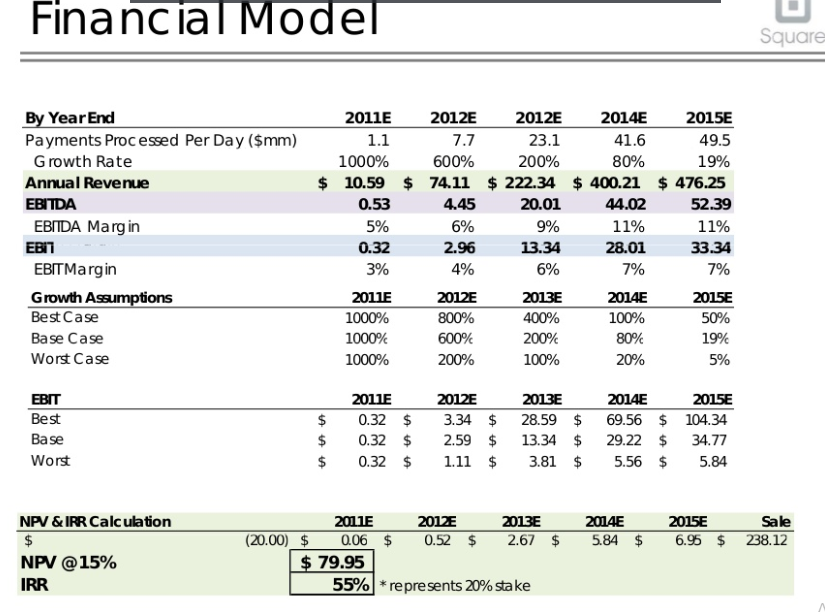 Financial Model
Square
By Year End 2011E 2012E 2012E 2014E 2015E
Payments Processed Per Day ($mm) 1.1 7.7 23.1 41.6 49.5
Growth Rate 1000% 600% 200% 80% 19%
Annual Revenue $ 10.59 $ 74.11 $ 222.34 $ 400.21 $ 476.25
EBITDA 0.53 4.45 20.01 44.02 52.39
EBITDA Margin 5% 6% 9% 11% 11%
EBIT 0.32 2.96 13.34 28.01 33.34
EBIT Margin 3% 4% 6% 7% 7%
Growth Assumptions 2011E 2012E 2013E 2014E 2015E
Best Case 1000% 800% 400% 100% 50%
Base Case 1000% 600% 200% 80% 19%
Worst Case 1000% 200% 100% 20% 5%
EBIT 2011E 2012E 2013E 2014E 2015E
Best $ 0.32 $ 3.34 $ 28.59 $ 69.56 $ 104.34
Base $ 0.32 $ 2.59 $ 13.34 $ 29.22 $ 34.77
Worst $ 0.32 $ 1.11 $ 3.81 $ 5.56 $ 5.84
NPV & IRR Calculation 2011E 2012E 2013E 2014E 2015E Sale
$ (20.00) $ 0.06 $ 0.52 $ 2.67 $ 5.84 $ 6.95 $ 238.12
NPV @ 15% $ 79.95
IRR 55% * represents 20% stake